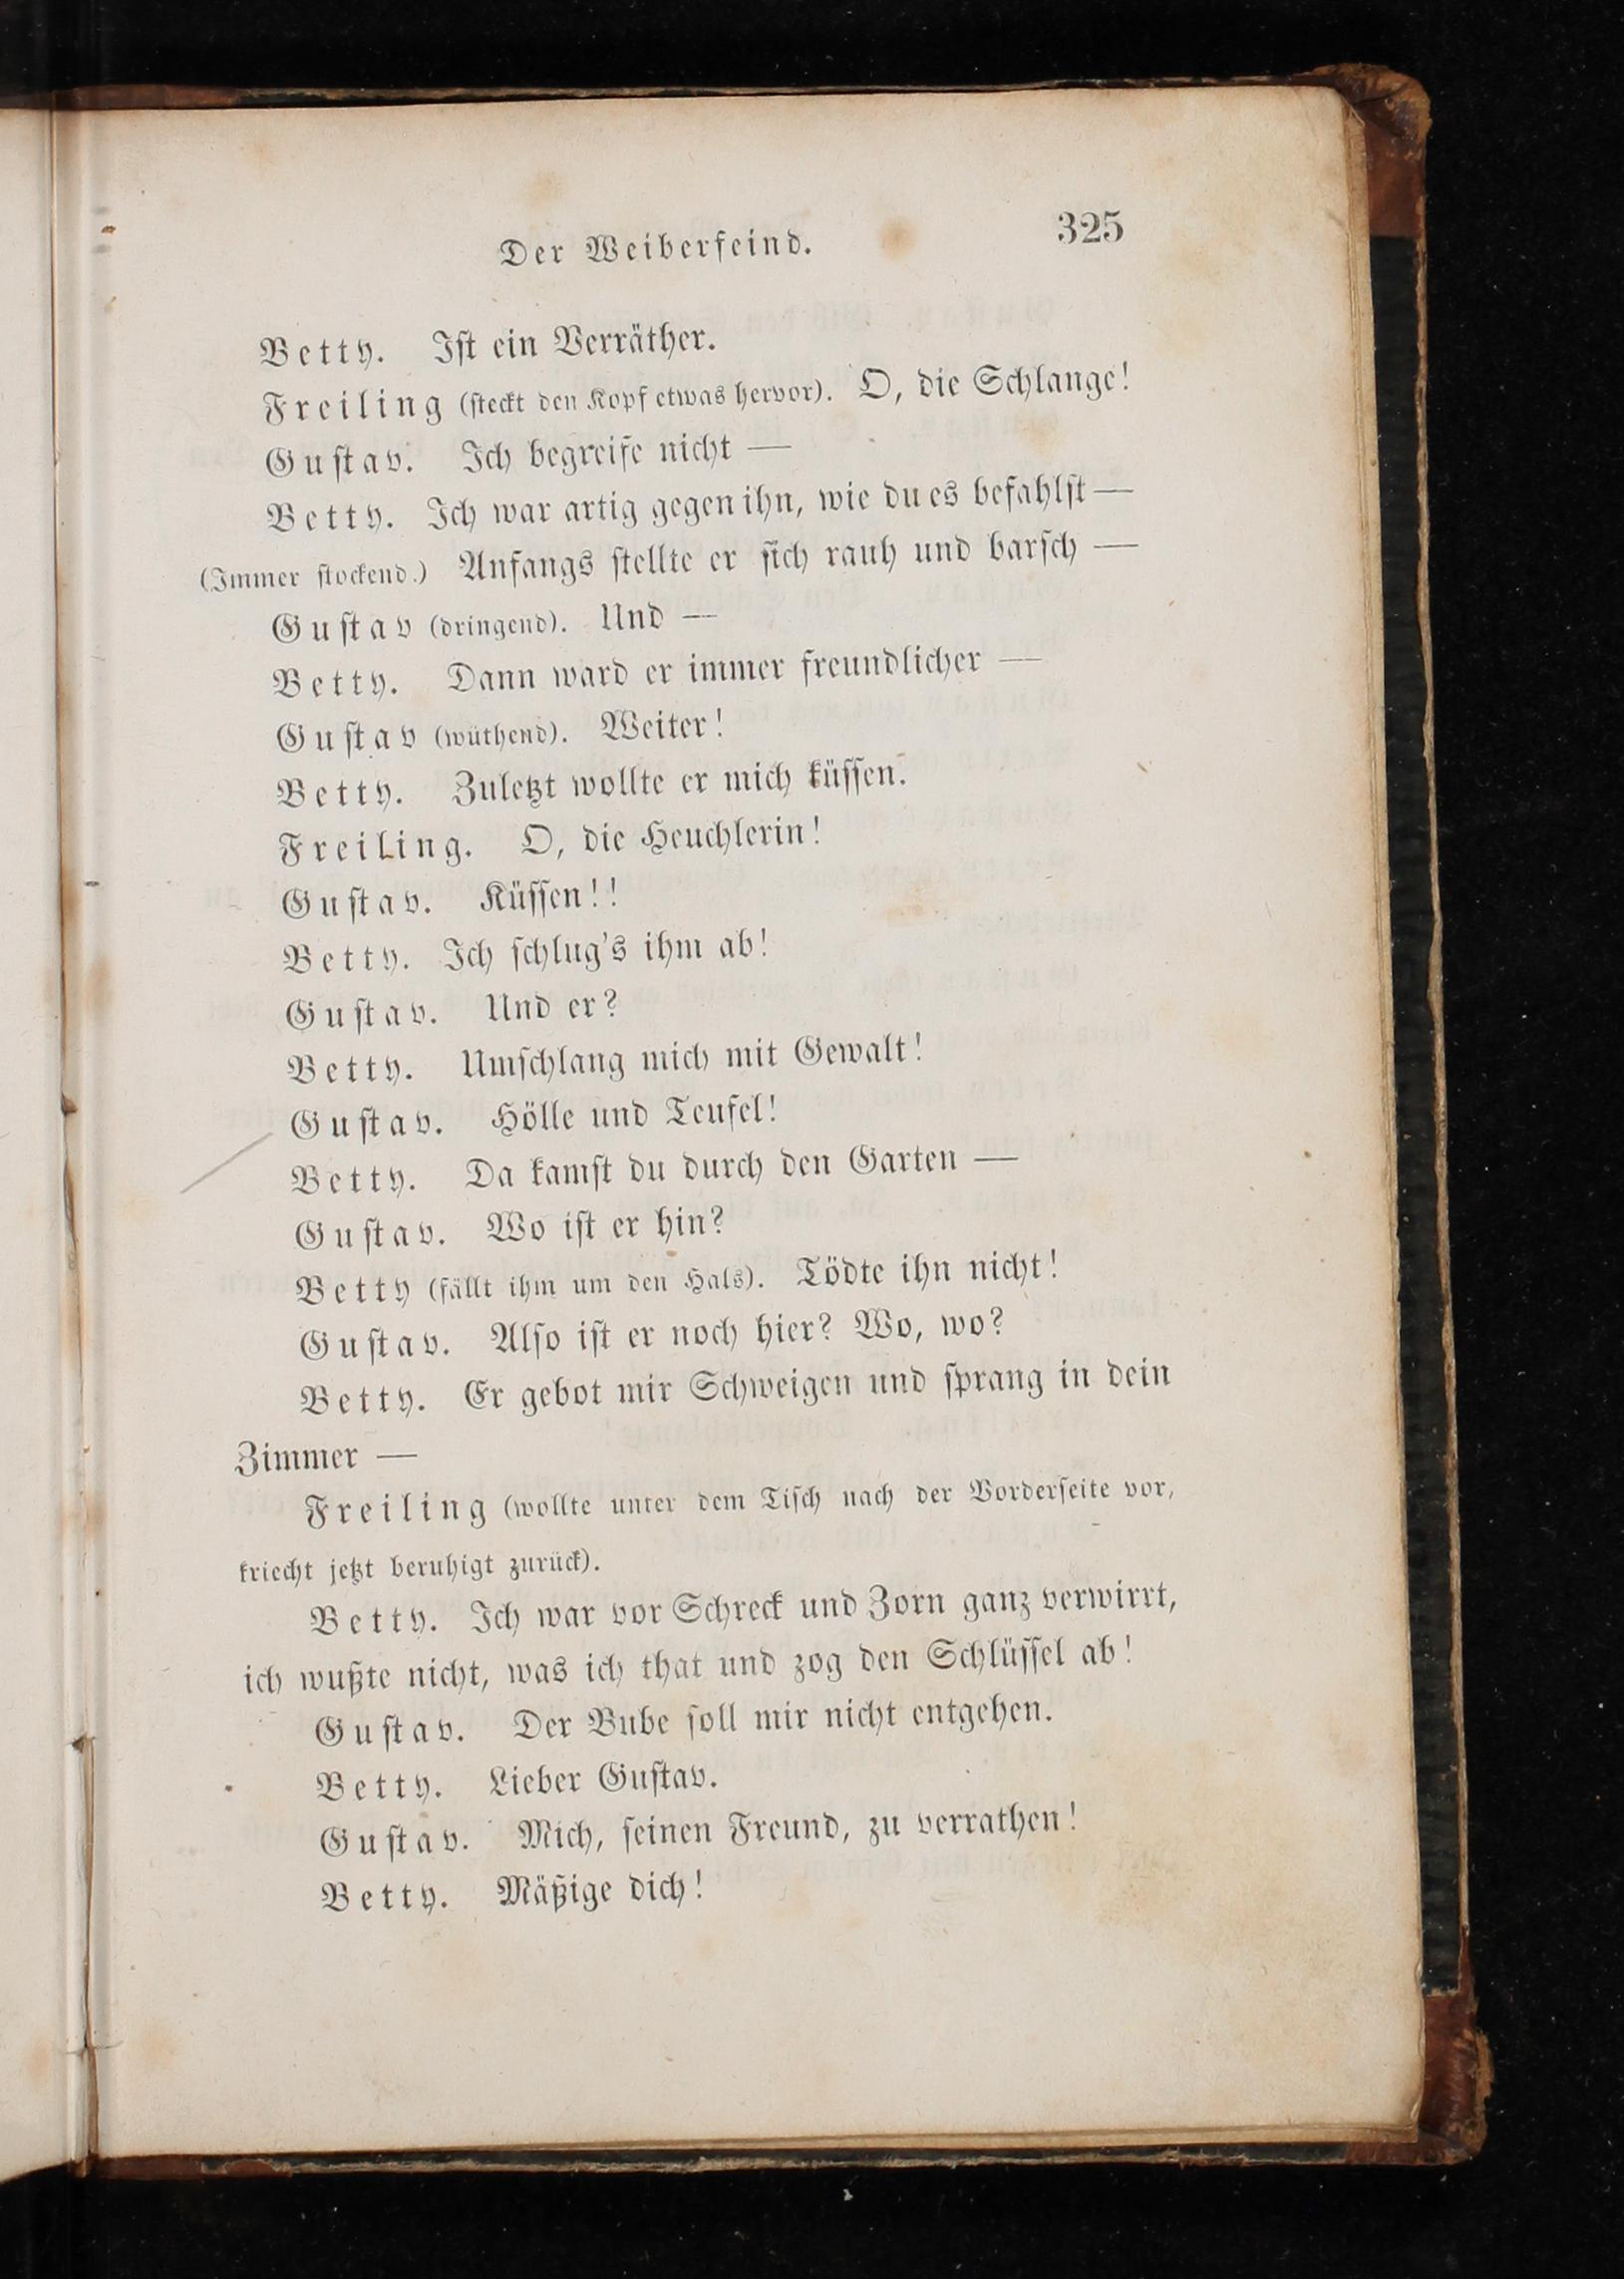 Der Weiberfeind.
325
Betty. Ist ein Verräther.
Freiling (steckt den Kopf etwas hervor). O, die Schlange!
Gustav. Ich begreife nicht —
Betty. Ich war artig gegen ihn, wie du es befahlst —
(Immer stockend.) Anfangs stellte er sich rauh und barsch —
Gustav (dringend). Und —
Betty. Dann ward er immer freundlicher —
Gustav (wüthend). Weiter!
Betty. Zuletzt wollte er mich küssen.
Freiling. O, die Heuchlerin!
Gustav. Küssen!!
Betty. Ich schlug's ihm ab!
Gustav. Und er?
Betty. Umschlang mich mit Gewalt!
Gustav. Hölle und Teufel!
Betty. Da kamst du durch den Garten —
Gustav. Wo ist er hin?
Betty (fällt ihm um den Hals). Tödte ihn nicht!
Gustav. Also ist er noch hier? Wo, wo?
Betty. Er gebot mir Schweigen und sprang in dein
Zimmer —
Freiling (wollte unter dem Tisch nach der Vorderseite vor,
kriecht jetzt beruhigt zurück).
Betty. Ich war vor Schreck und Zorn ganz verwirrt,
ich wußte nicht, was ich that und zog den Schlüssel ab!
Gustav. Der Bube soll mir nicht entgehen.
Betty. Lieber Gustav.
Gustav. Mich, seinen Freund, zu verrathen!
Betty. Mäßige dich!